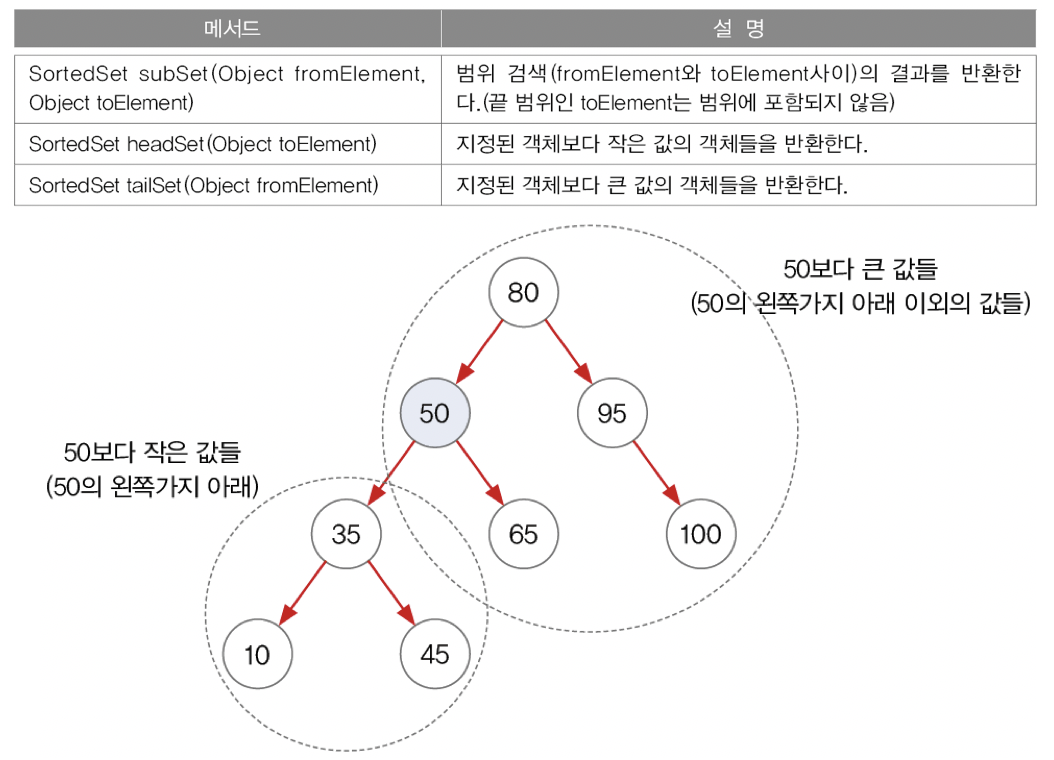 메서드
설 명
SortedSet subSet(Object fromElement,
Object toElement)
범위 검색(fromElement와 toElement사이)의 결과를 반환한
다.(끝 범위인 toElement는 범위에 포함되지 않음)
SortedSet headSet(Object toElement)
지정된 객체보다 작은 값의 객체들을 반환한다.
SortedSet tailSet(Object fromElement)
지정된 객체보다 큰 값의 객체들을 반환한다.
50보다 큰 값들
(50의 왼쪽가지 아래 이외의 값들)
80
50
95
50보다 작은 값들
(50의 왼쪽가지 아래)
35
65
100
10
45